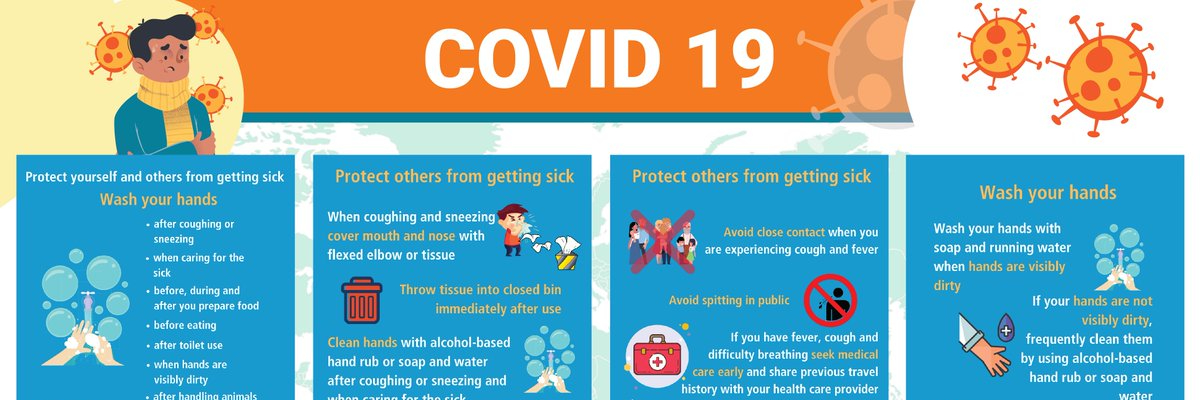 COVID 19
Protect yourself and others from getting sick
Wash your hands
• after coughing or
sneezing
• when caring for the
sick
• before, during and
after you prepare food
• before eating
• after toilet use
• when hands are
visibly dirty
• after handling animals
Protect others from getting sick
When coughing and sneezing
cover mouth and nose with
flexed elbow or tissue
Throw tissue into closed bin
immediately after use
Clean hands with alcohol-based
hand rub or soap and water
after coughing or sneezing and
when caring for the sick
Protect others from getting sick
Avoid close contact when you
are experiencing cough and fever
Avoid spitting in public
If you have fever, cough and
difficulty breathing seek medical
care early and share previous travel
history with your health care provider
Wash your hands
Wash your hands with
soap and running water
when hands are visibly
dirty
If your hands are not
visibly dirty,
frequently clean them
by using alcohol-based
hand rub or soap and
water